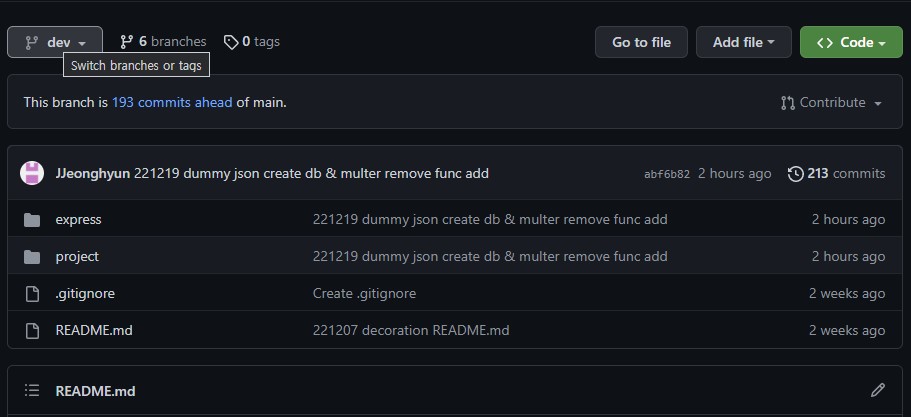 dev 6 branches 0 tags Go to file Add file Code
Switch branches or tags
This branch is 193 commits ahead of main. Contribute
JJeonghyun 221219 dummy json create db & multer remove func add abf6b82 2 hours ago 213 commits
express 221219 dummy json create db & multer remove func add 2 hours ago
project 221219 dummy json create db & multer remove func add 2 hours ago
.gitignore Create .gitignore 2 weeks ago
README.md 221207 decoration README.md 2 weeks ago
README.md